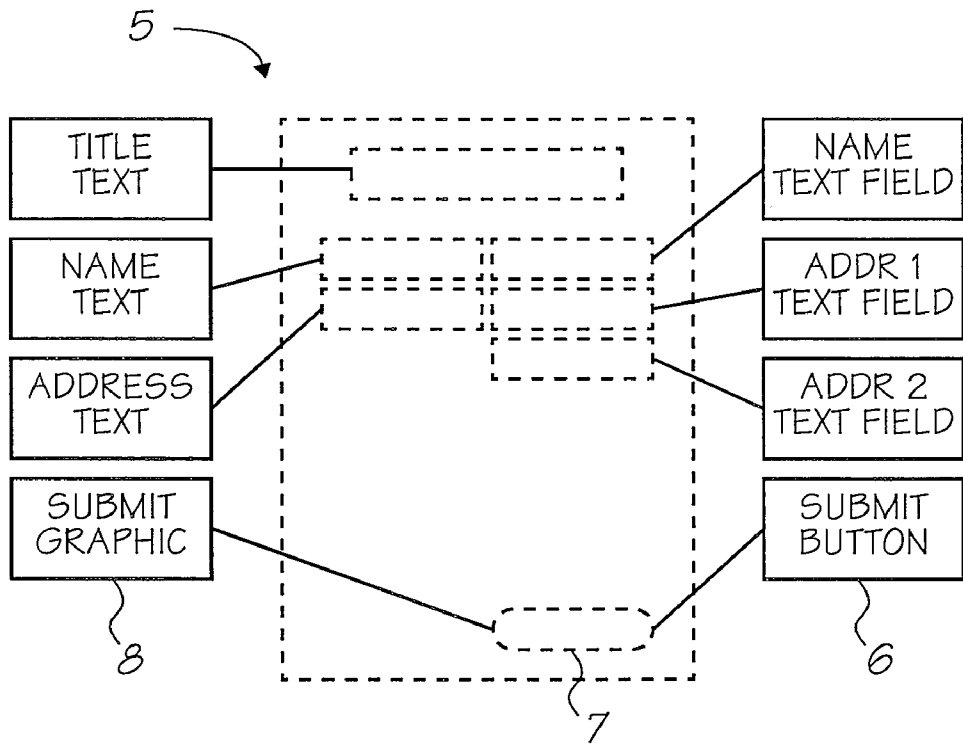 5
TITLE
TEXT
NAME
TEXT
ADDRESS
TEXT
SUBMIT
GRAPHIC
8
NAME
TEXT FIELD
ADDR 1
TEXT FIELD
ADDR 2
TEXT FIELD
SUBMIT
BUTTON
6
7